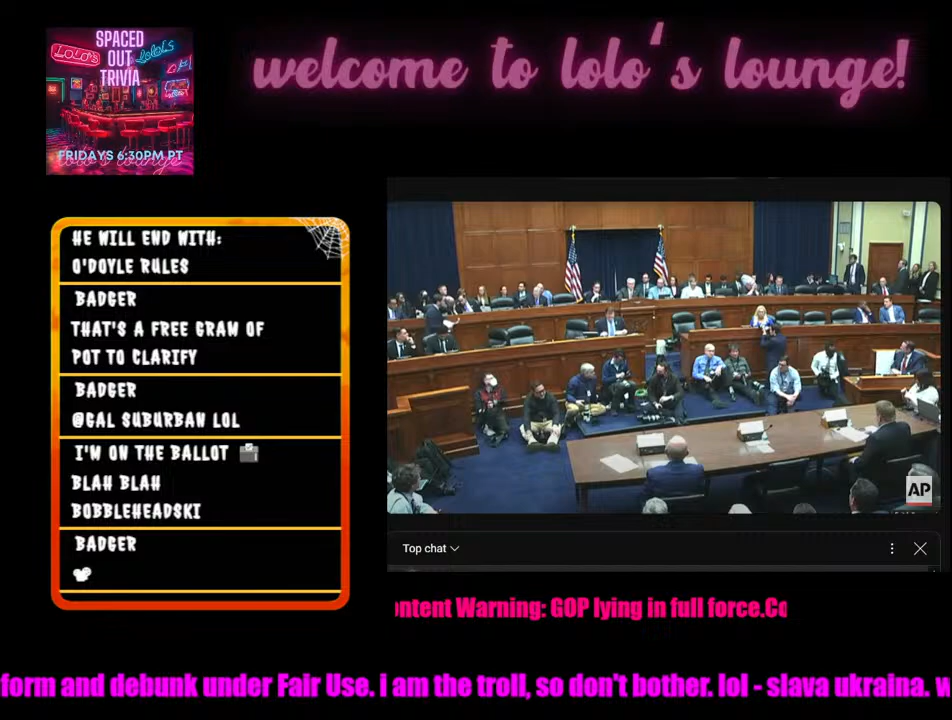 SPACED
OUT
TRIVIA
LOLO'S
LOLO'S
FRIDAYS 6:30PM PT
lolo's lounge
welcome to lolo's lounge!
HE WILL END WITH:
O'DOYLE RULES
BADGER
THAT'S A FREE GRAM OF
POT TO CLARIFY
BADGER
@GAL SUBURBAN LOL
I'M ON THE BALLOT
BLAH BLAH
BOBBLEHEADSKI
BADGER
AP
Top chat
ontent Warning: GOP lying in full force.Co
form and debunk under Fair Use. i am the troll, so don't bother. lol - slava ukraina. w